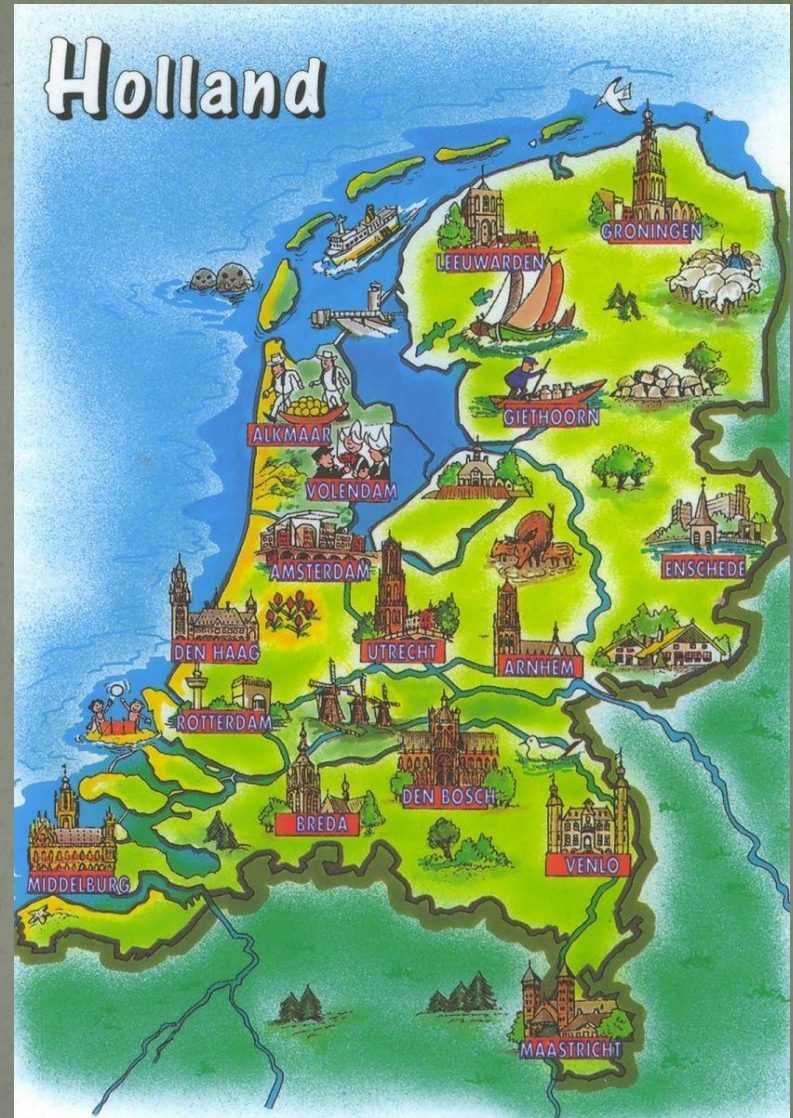 Holland
GRONINGEN
LEEUWARDEN
GIETHOORN
ALKMAAR
VOLENDAM
AMSTERDAM
ENSCHEDE
DEN HAAG
UTRECHT
ARNHEM
ROTTERDAM
DEN BOSCH
BREDA
VENLO
MIDDELBURG
MAASTRICHT